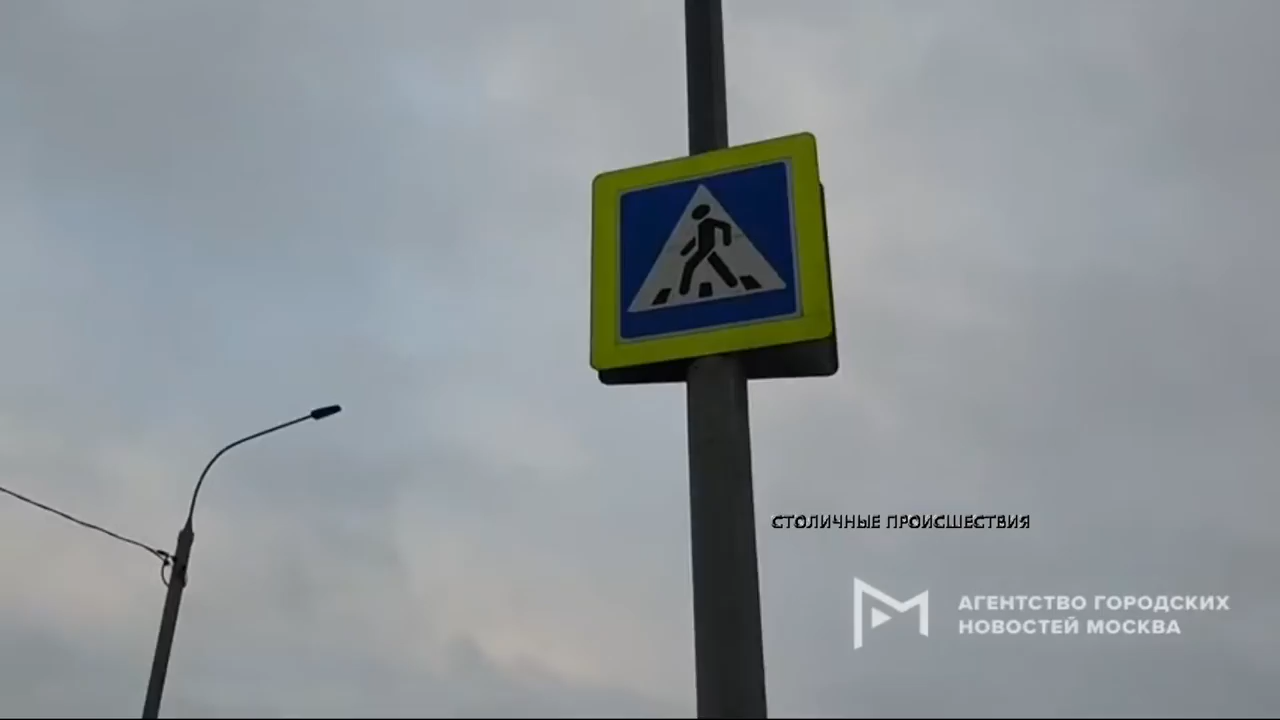 СТОЛИЧНЫЕ ПРОИСШЕСТВИЯ
АГЕНТСТВО ГОРОДСКИХ
НОВОСТЕЙ МОСКВА